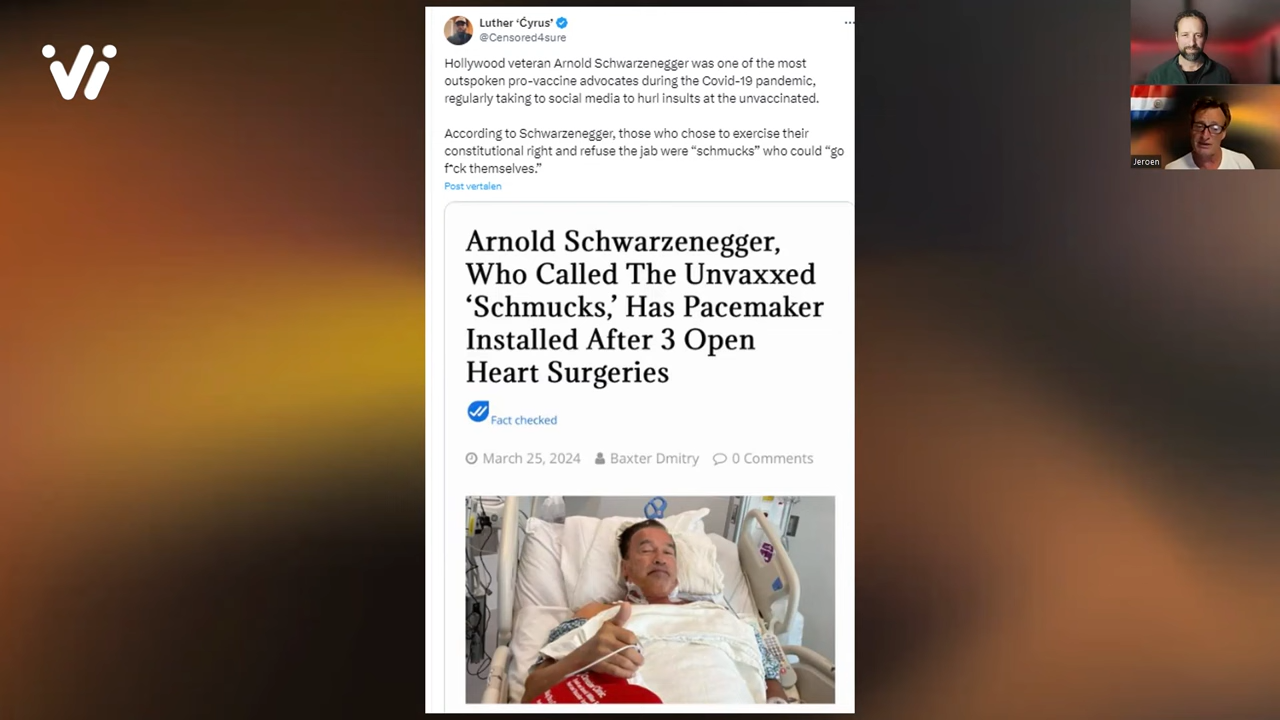 Luther ‘Ćyrus’
@Censored4sure
Hollywood veteran Arnold Schwarzenegger was one of the most
outspoken pro-vaccine advocates during the Covid-19 pandemic,
regularly taking to social media to hurl insults at the unvaccinated.
According to Schwarzenegger, those who chose to exercise their
constitutional right and refuse the jab were “schmucks” who could “go
f*ck themselves.”
Post vertalen
Arnold Schwarzenegger,
Who Called The Unvaxxed
‘Schmucks,’ Has Pacemaker
Installed After 3 Open
Heart Surgeries
Fact checked
March 25, 2024 Baxter Dmitry 0 Comments
Jeroen